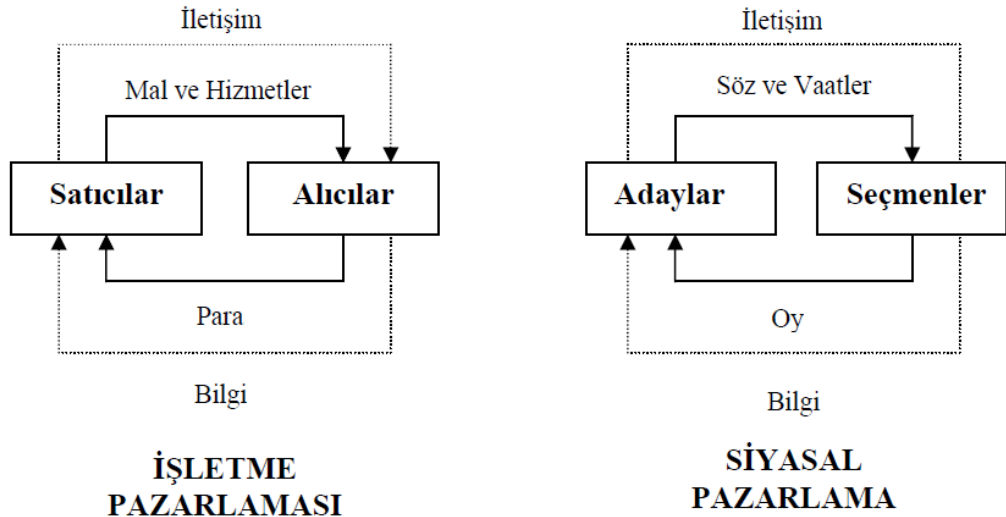 İletişim
Mal ve Hizmetler
Satıcılar
Alıcılar
Para
Bilgi
İŞLETME
PAZARLAMASI
İletişim
Söz ve Vaatler
Adaylar
Seçmenler
Oy
Bilgi
SİYASAL
PAZARLAMA